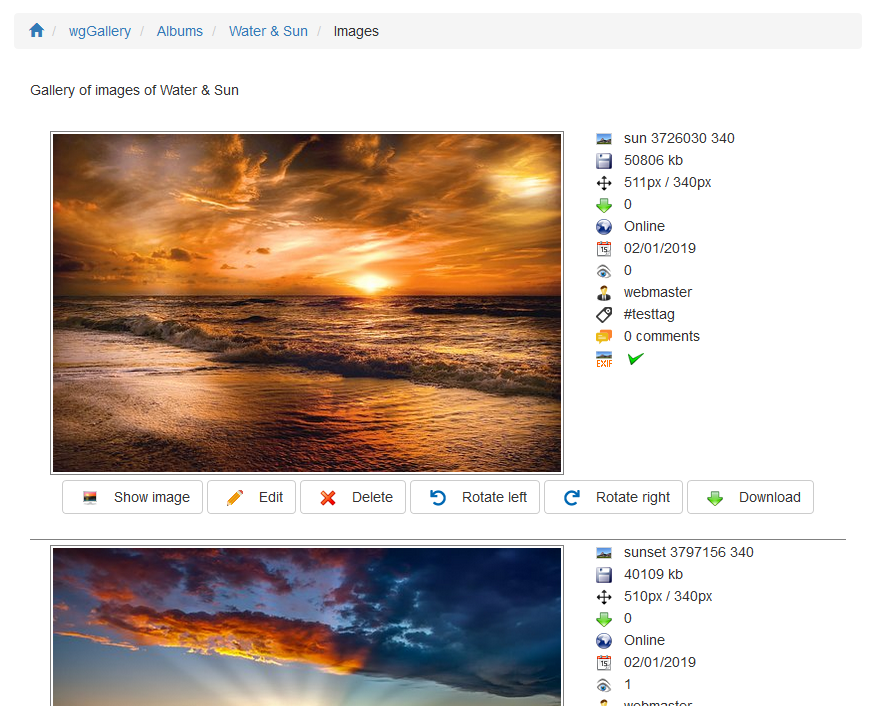 / wgGallery / Albums / Water & Sun / Images
Gallery of images of Water & Sun
sun 3726030 340
50806 kb
511px / 340px
0
Online
15
02/01/2019
0
webmaster
#testtag
0 comments
EXIF
Show image
Edit
Delete
Rotate left
Rotate right
Download
sunset 3797156 340
40109 kb
510px / 340px
0
Online
15
02/01/2019
1
webmaster